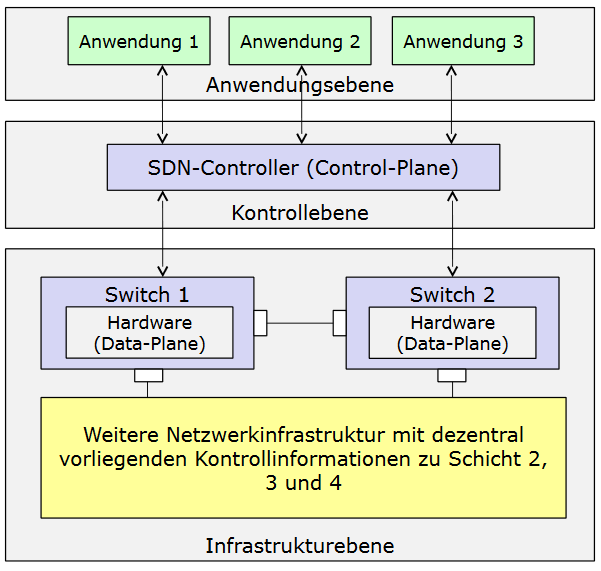 Anwendung 1
Anwendung 2
Anwendung 3
Anwendungsebene
SDN-Controller (Control-Plane)
Kontrollebene
Switch 1
Hardware
(Data-Plane)
Switch 2
Hardware
(Data-Plane)
Weitere Netzwerkinfrastruktur mit dezentral
vorliegenden Kontrollinformationen zu Schicht 2,
3 und 4
Infrastrukturebene